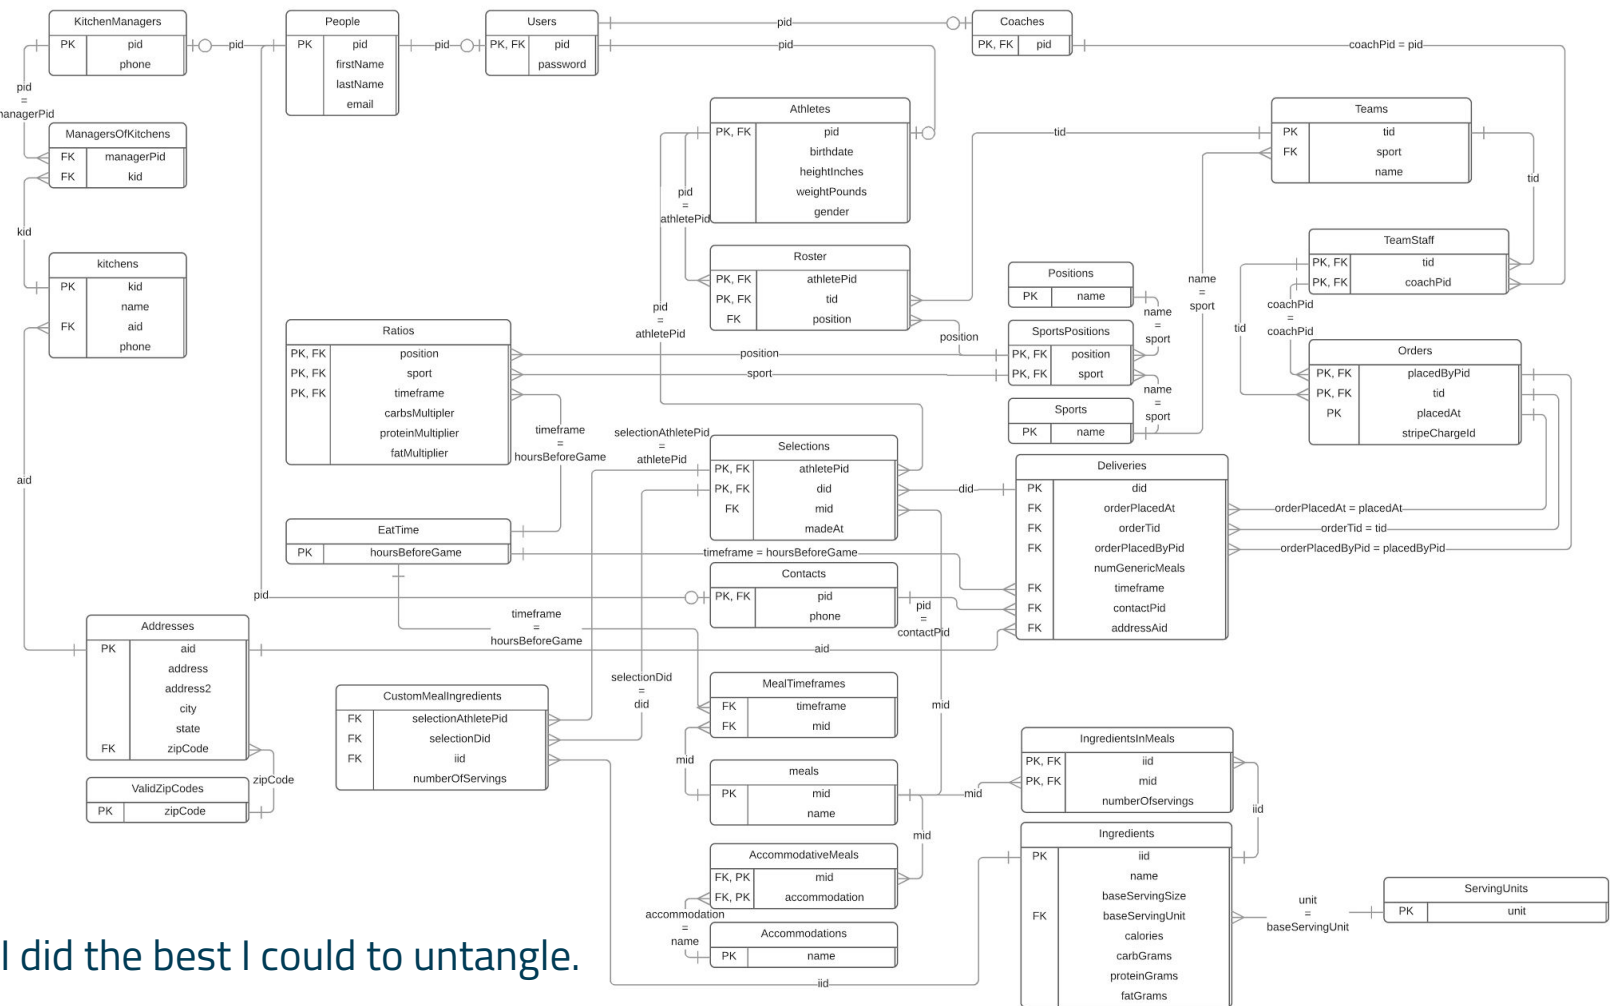 KitchenManagers
PK pid
phone
pid
People
PK pid
firstName
lastName
email
pid
Users
PK, FK pid
password
pid
pid
Coaches
PK, FK pid
coachPid = pid
pid
=
managerPid
ManagersOfKitchens
FK managerPid
FK kid
kid
kitchens
PK kid
name
FK aid
phone
aid
Athletes
PK, FK pid
birthdate
heightInches
weightPounds
gender
pid
=
athletePid
tid
Teams
PK tid
FK sport
name
tid
Roster
PK, FK athletePid
PK, FK tid
FK position
position
pid
=
athletePid
Positions
PK name
name
=
sport
SportsPositions
PK, FK position
PK, FK sport
name
=
sport
Sports
PK name
name
=
sport
TeamStaff
PK, FK tid
PK, FK coachPid
coachPid
=
coachPid
tid
Orders
PK, FK placedByPid
PK, FK tid
PK placedAt
stripeChargeId
Ratios
PK, FK position
PK, FK sport
PK, FK timeframe
carbsMultipler
proteinMultiplier
fatMultiplier
position
sport
timeframe
=
hoursBeforeGame
selectionAthletePid
=
athletePid
Selections
PK, FK athletePid
PK, FK did
FK mid
madeAt
did
Deliveries
PK did
FK orderPlacedAt
FK orderTid
FK orderPlacedByPid
numGenericMeals
FK timeframe
FK contactPid
FK addressAid
orderPlacedAt = placedAt
orderTid = tid
orderPlacedByPid = placedByPid
EatTime
PK hoursBeforeGame
timeframe = hoursBeforeGame
Contacts
PK, FK pid
phone
pid
=
contactPid
pid
timeframe
=
hoursBeforeGame
Addresses
PK aid
address
address2
city
state
FK zipCode
aid
zipCode
ValidZipCodes
PK zipCode
CustomMealIngredients
FK selectionAthletePid
FK selectionDid
FK iid
numberOfServings
selectionDid
=
did
MealTimeframes
FK timeframe
FK mid
mid
mid
meals
PK mid
name
mid
mid
IngredientsInMeals
PK, FK iid
PK, FK mid
numberOfservings
iid
AccommodativeMeals
FK, PK mid
FK, PK accommodation
accommodation
=
name
Accommodations
PK name
iid
Ingredients
PK iid
name
baseServingSize
FK baseServingUnit
calories
carbGrams
proteinGrams
fatGrams
unit
=
baseServingUnit
ServingUnits
PK unit
I did the best I could to untangle.